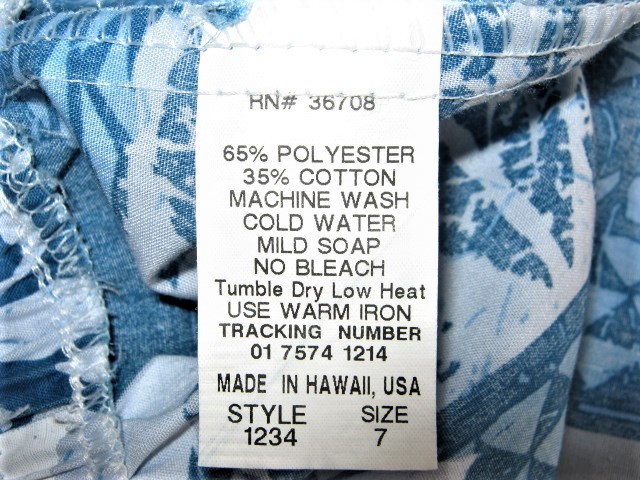 RN# 36708
65% POLYESTER
35% COTTON
MACHINE WASH
COLD WATER
MILD SOAP
NO BLEACH
Tumble Dry Low Heat
USE WARM IRON
TRACKING NUMBER
01 7574 1214
MADE IN HAWAII, USA
STYLE SIZE
1234 7